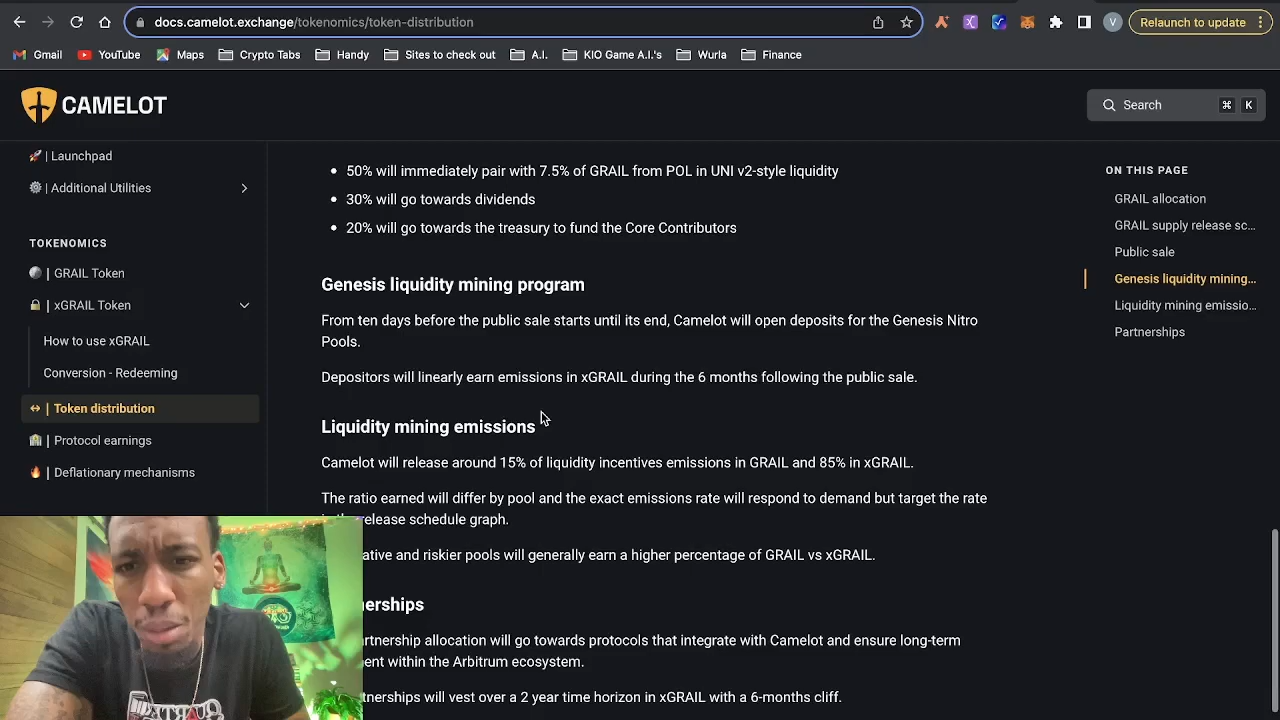 docs.camelot.exchange/tokenomics/token-distribution
V
Relaunch to update
Gmail
YouTube
Maps
Crypto Tabs
Handy
Sites to check out
A.I.
KIO Game A.I.'s
Wurla
Finance
CAMELOT
Search ⌘ K
| Launchpad
| Additional Utilities
TOKENOMICS
| GRAIL Token
| xGRAIL Token
How to use xGRAIL
Conversion - Redeeming
| Token distribution
| Protocol earnings
| Deflationary mechanisms
50% will immediately pair with 7.5% of GRAIL from POL in UNI v2-style liquidity
30% will go towards dividends
20% will go towards the treasury to fund the Core Contributors
Genesis liquidity mining program
From ten days before the public sale starts until its end, Camelot will open deposits for the Genesis Nitro
Pools.
Depositors will linearly earn emissions in xGRAIL during the 6 months following the public sale.
Liquidity mining emissions
Camelot will release around 15% of liquidity incentives emissions in GRAIL and 85% in xGRAIL.
The ratio earned will differ by pool and the exact emissions rate will respond to demand but target the rate
release schedule graph.
and riskier pools will generally earn a higher percentage of GRAIL vs xGRAIL.
allocation will go towards protocols that integrate with Camelot and ensure long-term
within the Arbitrum ecosystem.
will vest over a 2 year time horizon in xGRAIL with a 6-months cliff.
ON THIS PAGE
GRAIL allocation
GRAIL supply release sc...
Public sale
Genesis liquidity mining...
Liquidity mining emissio...
Partnerships